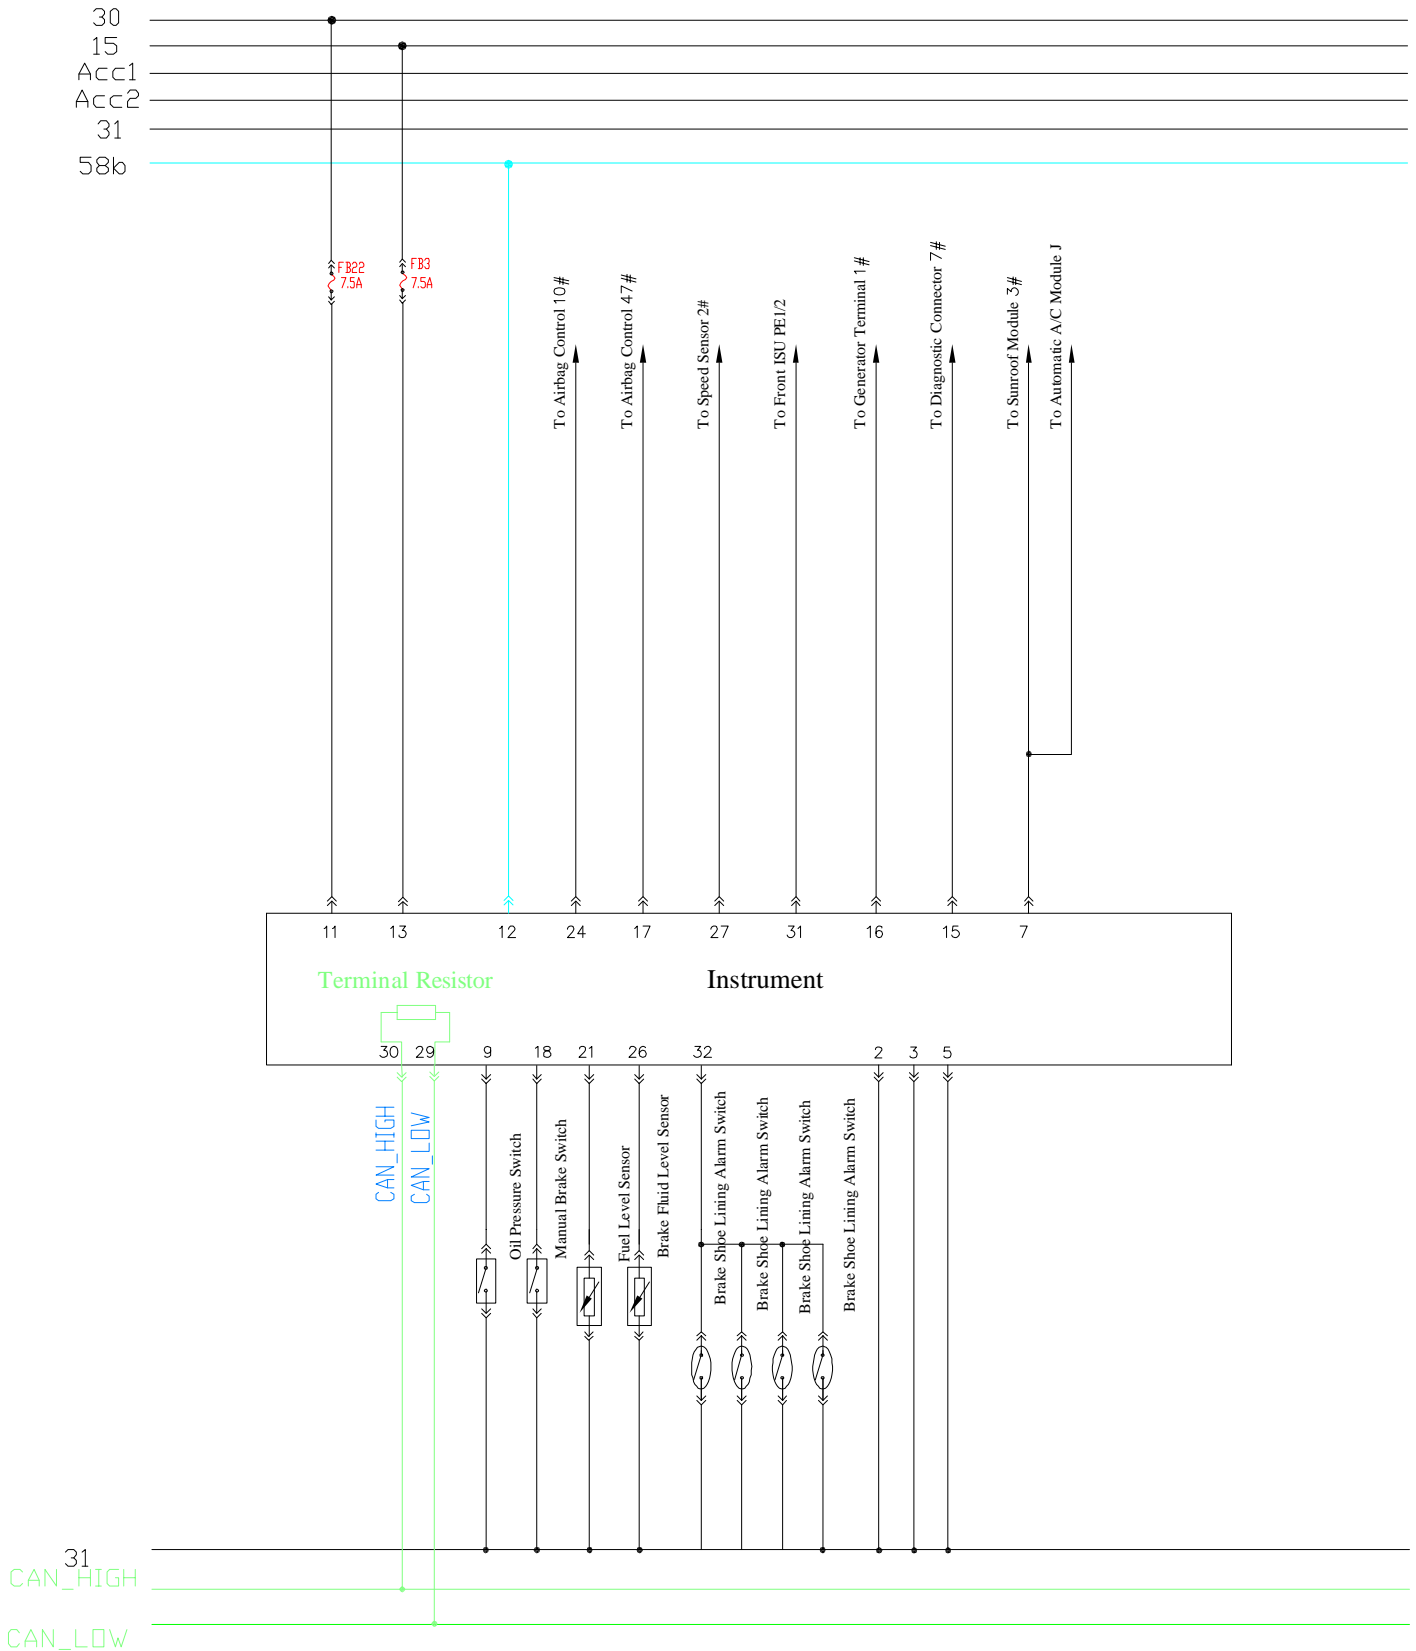 30
15
Acc1
Acc2
31
58b
FB22
7.5A
FB3
7.5A
To Airbag Control 10#
To Airbag Control 47#
To Speed Sensor 2#
To Front ISU PE1/2
To Generator Terminal 1#
To Diagnostic Connector 7#
To Sunroof Module 3#
To Automatic A/C Module J
11
13
12
24
17
27
31
16
15
7
Terminal Resistor
Instrument
30
29
9
18
21
26
32
2
3
5
CAN_HIGH
CAN_LOW
Oil Pressure Switch
Manual Brake Switch
Fuel Level Sensor
Brake Fluid Level Sensor
Brake Shoe Lining Alarm Switch
Brake Shoe Lining Alarm Switch
Brake Shoe Lining Alarm Switch
Brake Shoe Lining Alarm Switch
31
CAN_HIGH
CAN_LOW